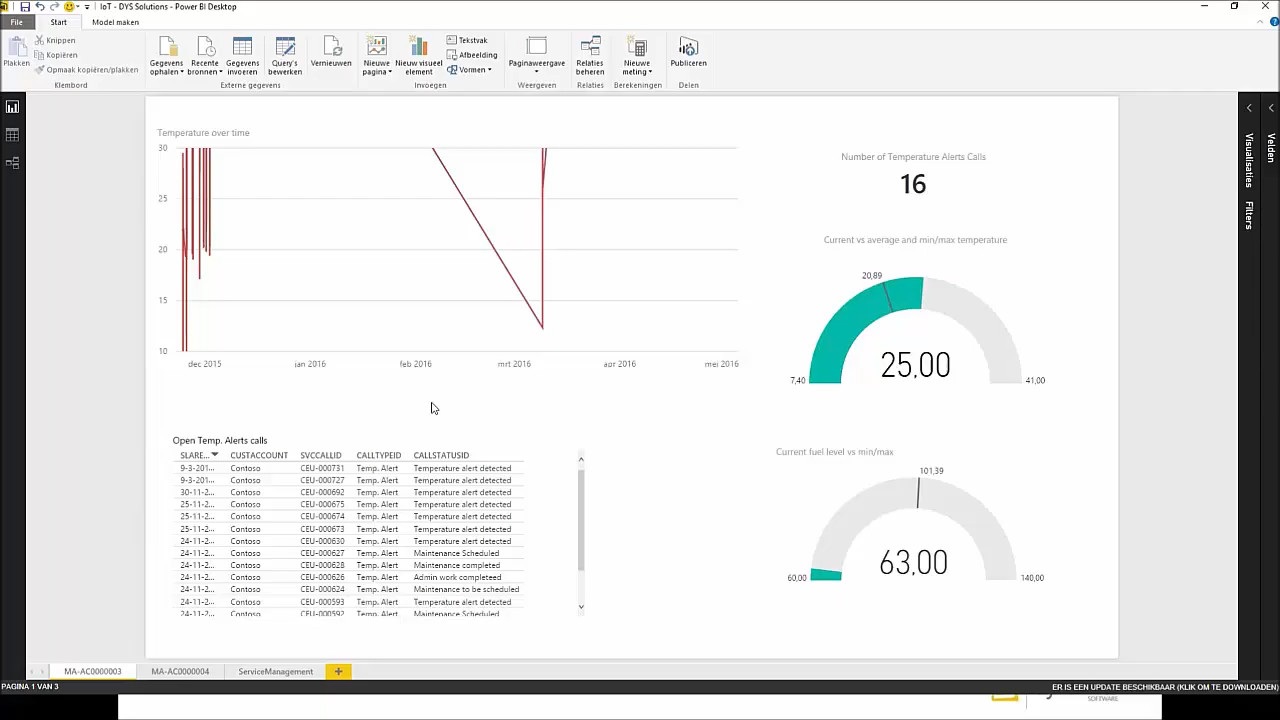 IoT - DYS Solutions - Power BI Desktop
File Start Model maken
Plakken
Knippen
Kopiëren
Opmaak kopiëren/plakken
Klembord
Gegevens ophalen
Recente bronnen
Gegevens invoeren
Query's bewerken
Vernieuwen
Externe gegevens
Nieuwe pagina
Nieuw visueel element
Tekstvak
Afbeelding
Vormen
Invoegen
Paginaweergave
Weergeven
Relaties beheren
Relaties
Nieuwe meting
Berekeningen
Publiceren
Delen
Visualisaties
Filters
Velden
Temperature over time
30
25
20
15
10
dec 2015 jan 2016 feb 2016 mrt 2016 apr 2016 mei 2016
Number of Temperature Alerts Calls
16
Current vs average and min/max temperature
20,89
25,00
7,40 41,00
Open Temp. Alerts calls
SLARE... CUSTACCOUNT SVCCALLID CALLTYPEID CALLSTATUSID
9-3-201... Contoso CEU-000731 Temp. Alert Temperature alert detected
9-3-201... Contoso CEU-000727 Temp. Alert Temperature alert detected
30-11-2... Contoso CEU-000692 Temp. Alert Temperature alert detected
25-11-2... Contoso CEU-000675 Temp. Alert Temperature alert detected
25-11-2... Contoso CEU-000674 Temp. Alert Temperature alert detected
25-11-2... Contoso CEU-000673 Temp. Alert Temperature alert detected
24-11-2... Contoso CEU-000630 Temp. Alert Temperature alert detected
24-11-2... Contoso CEU-000627 Temp. Alert Maintenance Scheduled
24-11-2... Contoso CEU-000628 Temp. Alert Maintenance completed
24-11-2... Contoso CEU-000626 Temp. Alert Admin work completeed
24-11-2... Contoso CEU-000624 Temp. Alert Maintenance to be scheduled
24-11-2... Contoso CEU-000593 Temp. Alert Temperature alert detected
24-11-2... Contoso CEU-000592 Temp. Alert Maintenance Scheduled
Current fuel level vs min/max
101,39
63,00
60,00 140,00
MA-AC0000003 MA-AC0000004 ServiceManagement
PAGINA 1 VAN 3
ER IS EEN UPDATE BESCHIKBAAR (KLIK OM TE DOWNLOADEN)
SOFTWARE